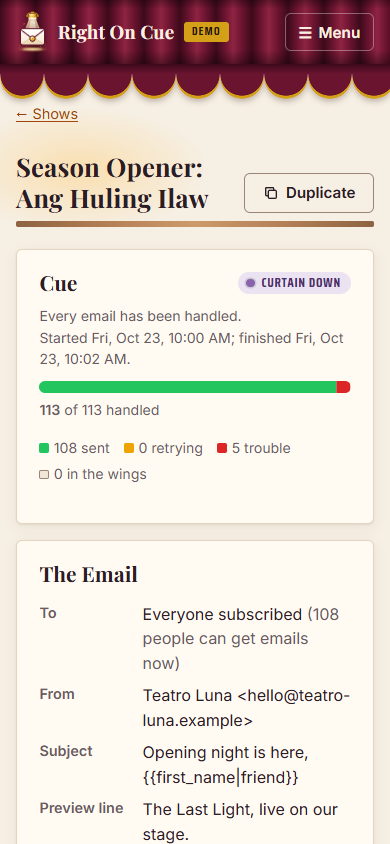 Right On Cue DEMO ☰ Menu
← Shows
Season Opener:
Ang Huling Ilaw
Duplicate
Cue CURTAIN DOWN
Every email has been handled.
Started Fri, Oct 23, 10:00 AM; finished Fri, Oct
23, 10:02 AM.
113 of 113 handled
108 sent 0 retrying 5 trouble
0 in the wings
The Email
To Everyone subscribed (108
people can get emails
now)
From Teatro Luna <hello@teatro-
luna.example>
Subject Opening night is here,
{{first_name|friend}}
Preview line The Last Light, live on our
stage.